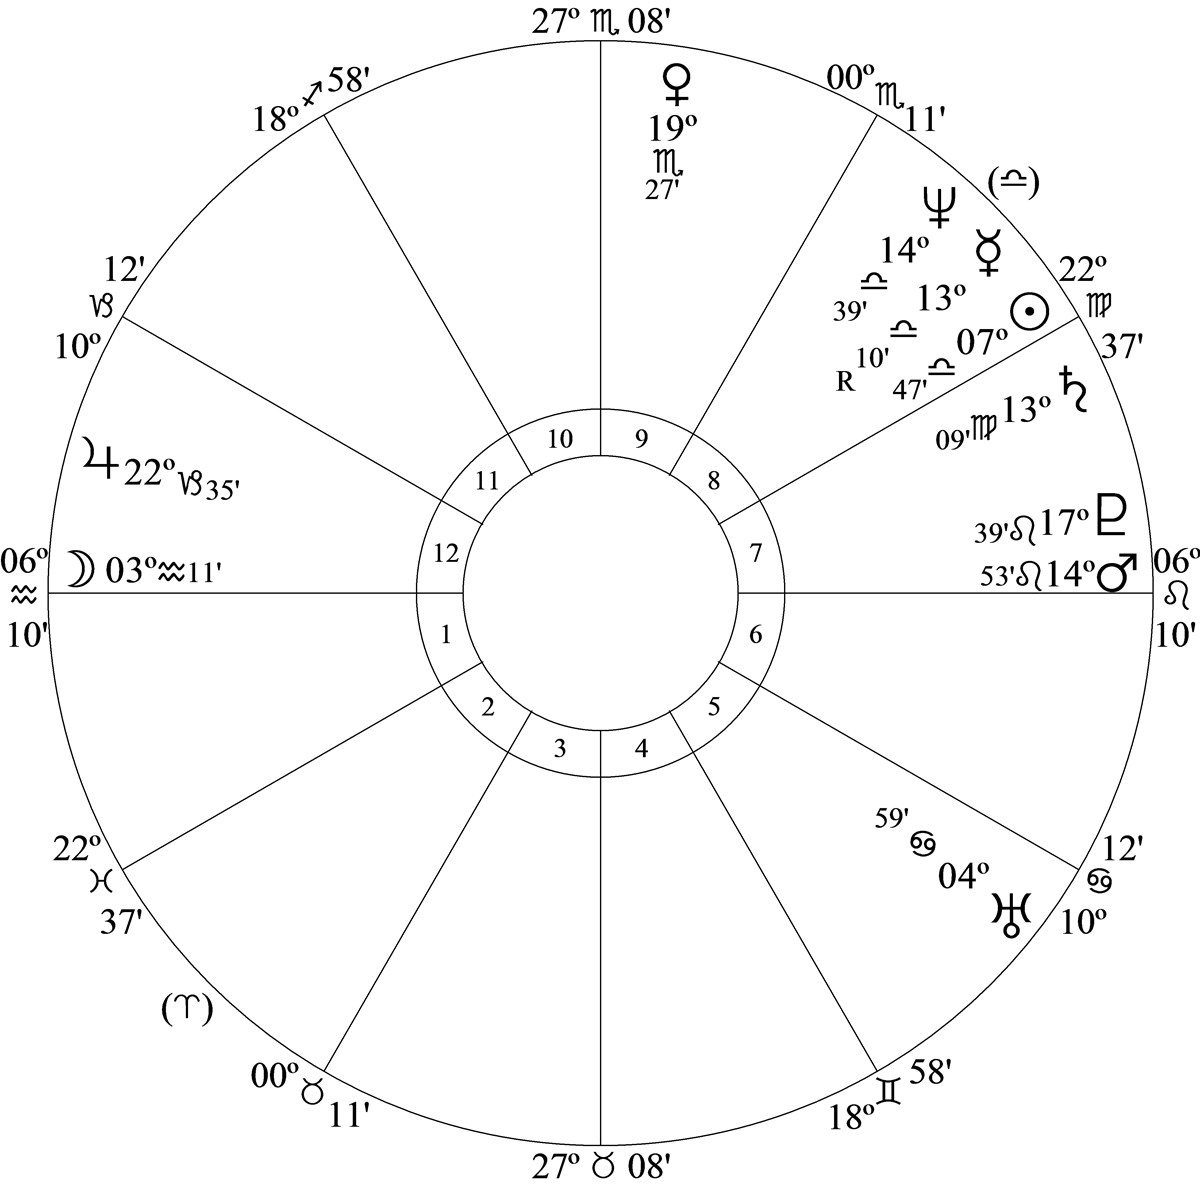 27º ♏ 08'
18º ♐ 58'
00º ♏ 11'
♀
19º
♏
27'
(♎)
12'
♑
10º
♆
14º
♎
39'
☿
13º
♎
10'
R
☉
07º
♎
47'
22º
♍
37'
♄
13º
♍
09'
♃ 22º ♑ 35'
39' ♌ 17º ♇
☽ 03º ♒ 11'
53' ♌ 14º ♂
06º
♒
10'
06º
♌
10'
10
9
11
8
12
7
1
6
2
5
3
4
59'
♋
04º
♅
22º
♓
37'
12'
♋
10º
(♈)
00º ♉ 11'
58'
♊
18º
27º ♉ 08'